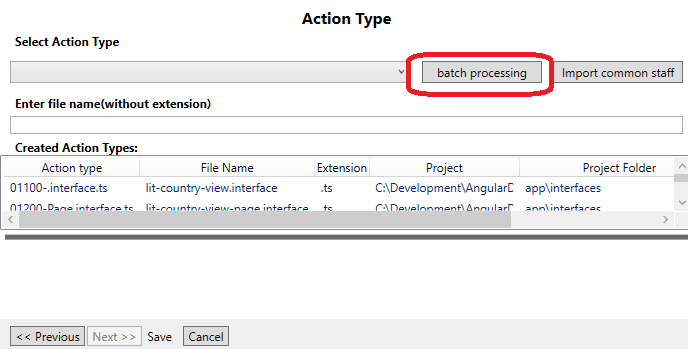 Action Type
Select Action Type
batch processing Import common staff
Enter file name(without extension)
Created Action Types:
Action type File Name Extension Project Project Folder
01100-.interface.ts lit-country-view.interface .ts C:\Development\AngularD app\interfaces
01200-Page.interface.ts lit-country-view-page.interface .ts C:\Development\AngularD app\interfaces
<< Previous Next >> Save Cancel